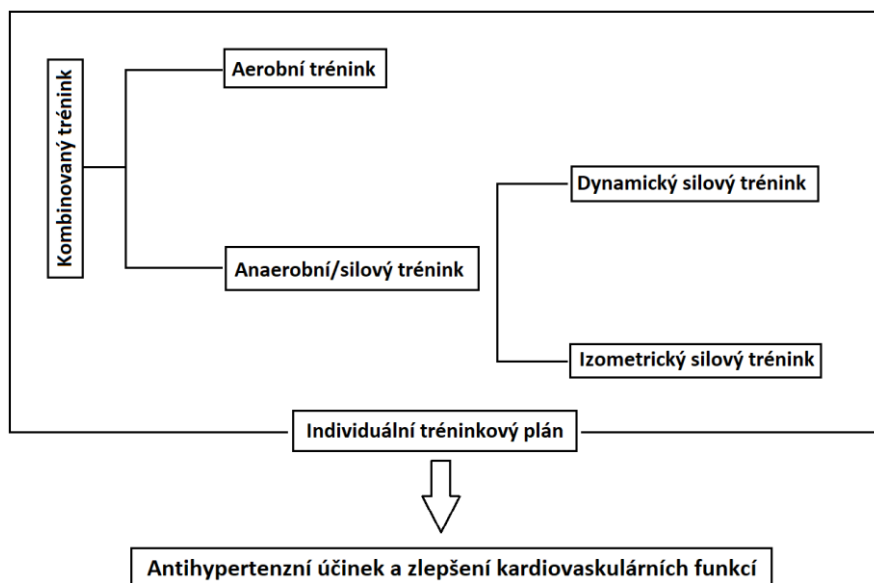 Kombinovaný trénink
Aerobní trénink
Anaerobní/silový trénink
Dynamický silový trénink
Izometrický silový trénink
Individuální tréninkový plán
Antihypertenzní účinek a zlepšení kardiovaskulárních funkcí